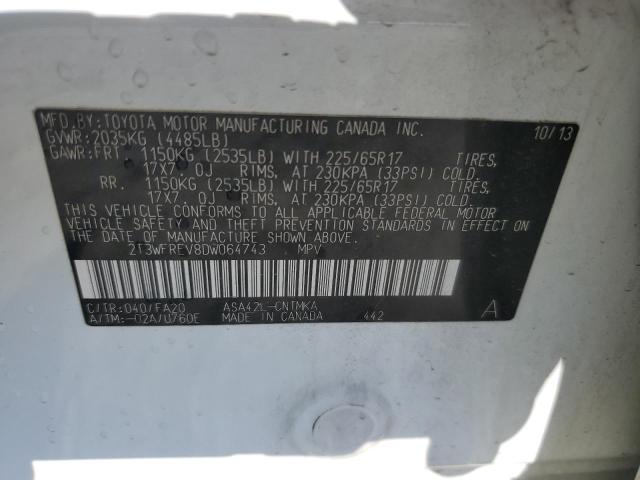 MFD.BY:TOYOTA MOTOR MANUFACTURING CANADA INC. 10/13
GVWR:2035KG (4485LB)
GAWR:FRT 1150KG (2535LB) WITH 225/65R17 TIRES,
17X7.0J RIMS, AT 230KPA (33PSI) COLD.
RR. 1150KG (2535LB) WITH 225/65R17 TIRES,
17X7.0J RIMS, AT 230KPA (33PSI) COLD.
THIS VEHICLE CONFORMS TO ALL APPLICABLE FEDERAL MOTOR
VEHICLE SAFETY AND THEFT PREVENTION STANDARDS IN EFFECT ON
THE DATE OF MANUFACTURE SHOWN ABOVE.
2T3WFREV8DW064743 MPV
C/TR:040/FA20 ASA42L-CNTMKA
A/TM:-02A/U760E MADE IN CANADA 442 A